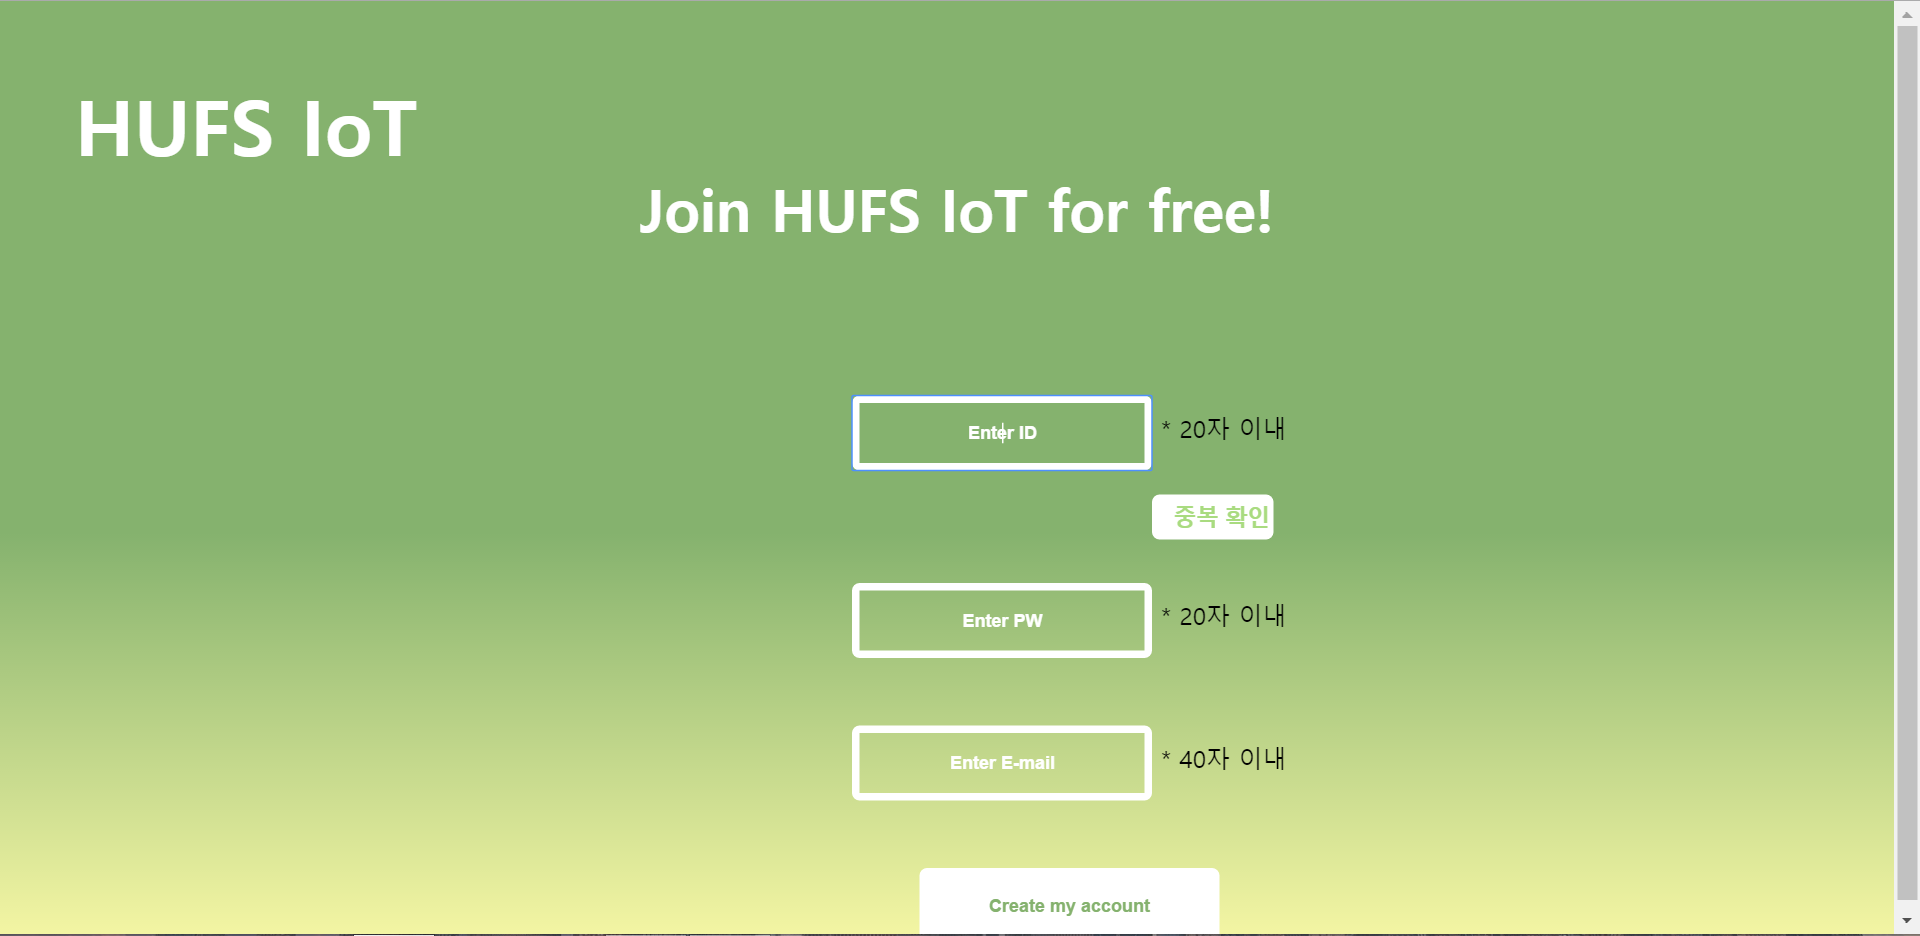 HUFS IoT
Join HUFS IoT for free!
Enter ID * 20자 이내
중복 확인
Enter PW * 20자 이내
Enter E-mail * 40자 이내
Create my account